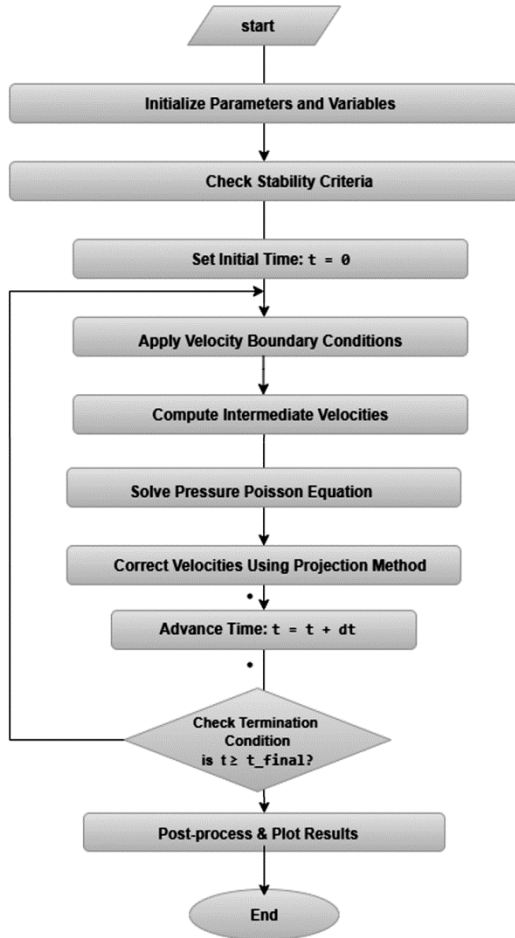 start
Initialize Parameters and Variables
Check Stability Criteria
Set Initial Time: t = 0
Apply Velocity Boundary Conditions
Compute Intermediate Velocities
Solve Pressure Poisson Equation
Correct Velocities Using Projection Method
Advance Time: t = t + dt
Check Termination
Condition
is t ≥ t_final?
Post-process & Plot Results
End